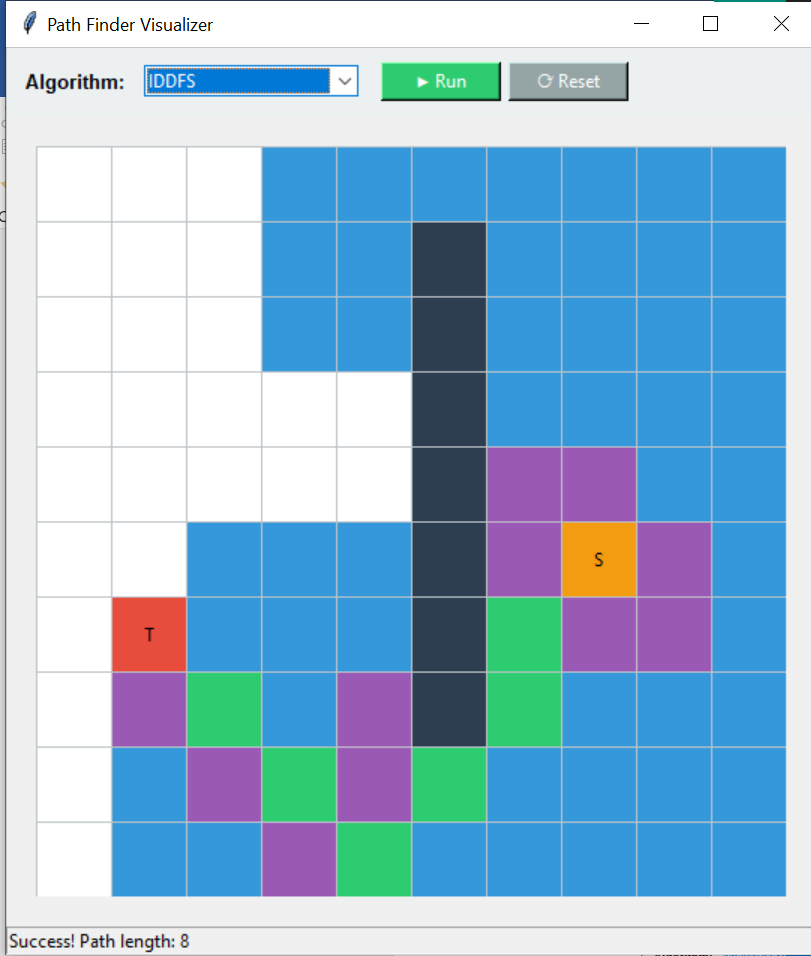 Path Finder Visualizer
Algorithm: IDDFS ► Run ⟳ Reset
S
T
Success! Path length: 8